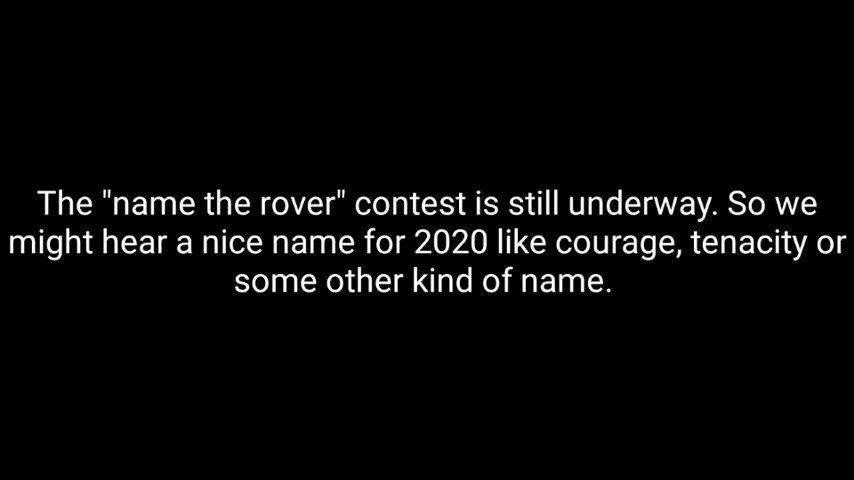 The "name the rover" contest is still underway. So we
might hear a nice name for 2020 like courage, tenacity or
some other kind of name.